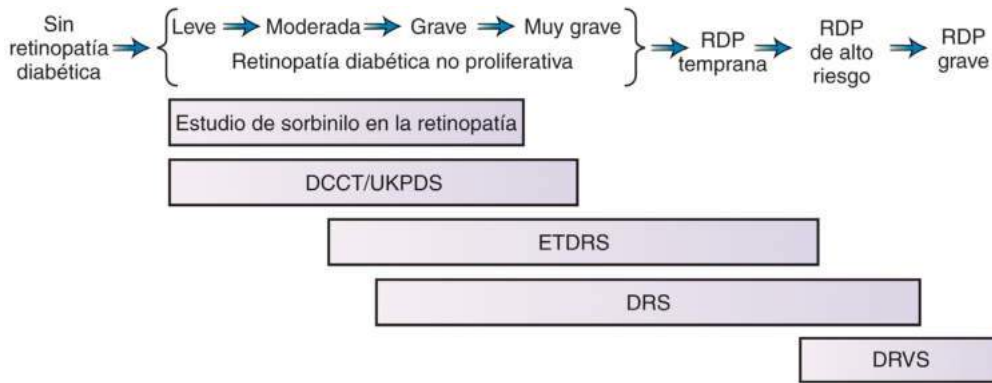 Sin
retinopatía
diabética
Leve
Moderada
Grave
Muy grave
Retinopatía diabética no proliferativa
RDP
temprana
RDP
de alto
riesgo
RDP
grave
Estudio de sorbinilo en la retinopatía
DCCT/UKPDS
ETDRS
DRS
DRVS